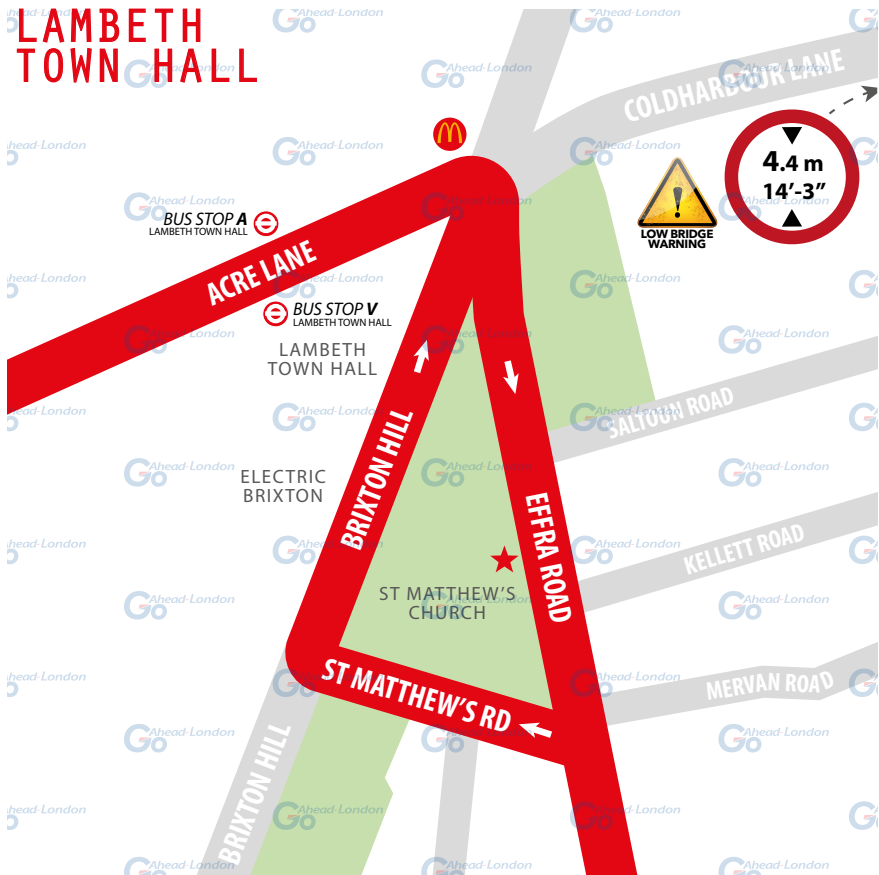 LAMBETH
TOWN HALL
COLDHARBOUR LANE
4.4 m
14'-3"
LOW BRIDGE
WARNING
BUS STOP A
LAMBETH TOWN HALL
ACRE LANE
BUS STOP V
LAMBETH TOWN HALL
LAMBETH
TOWN HALL
SALTOUN ROAD
BRIXTON HILL
ELECTRIC
BRIXTON
EFFRA ROAD
KELLETT ROAD
ST MATTHEW'S
CHURCH
ST MATTHEW'S RD
MERVAN ROAD
BRIXTON HILL
Go Ahead-London